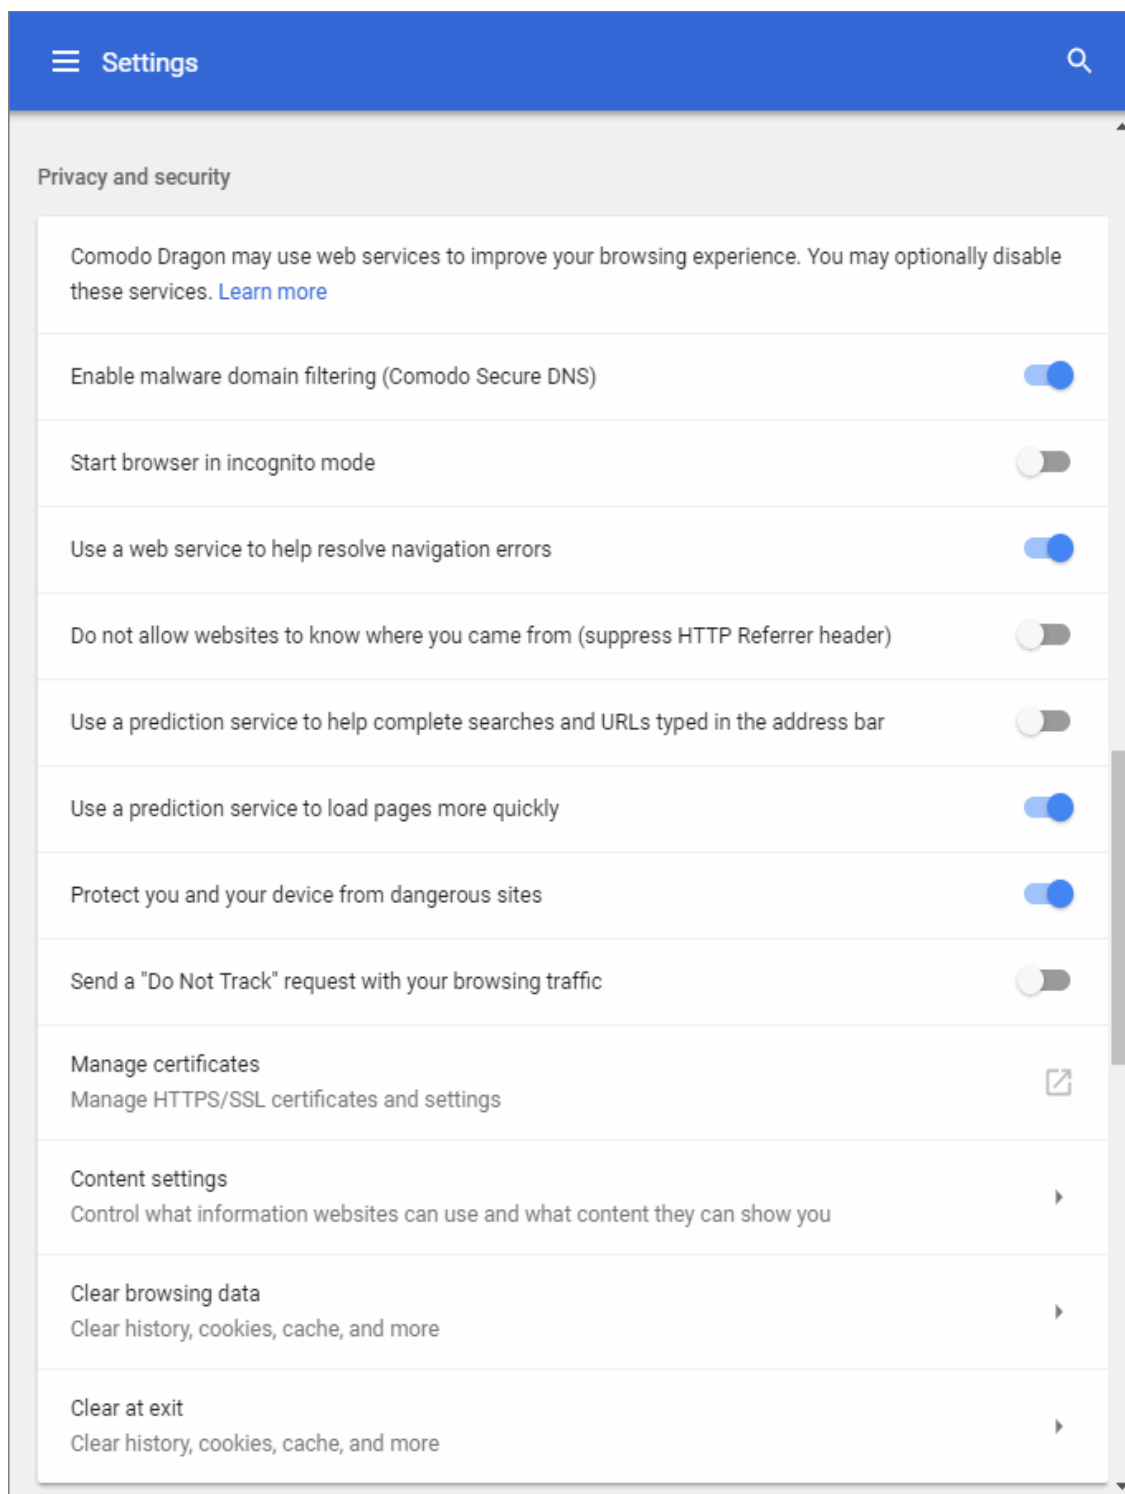 Settings
Privacy and security
Comodo Dragon may use web services to improve your browsing experience. You may optionally disable
these services. Learn more
Enable malware domain filtering (Comodo Secure DNS)
Start browser in incognito mode
Use a web service to help resolve navigation errors
Do not allow websites to know where you came from (suppress HTTP Referrer header)
Use a prediction service to help complete searches and URLs typed in the address bar
Use a prediction service to load pages more quickly
Protect you and your device from dangerous sites
Send a "Do Not Track" request with your browsing traffic
Manage certificates
Manage HTTPS/SSL certificates and settings
Content settings
Control what information websites can use and what content they can show you
Clear browsing data
Clear history, cookies, cache, and more
Clear at exit
Clear history, cookies, cache, and more